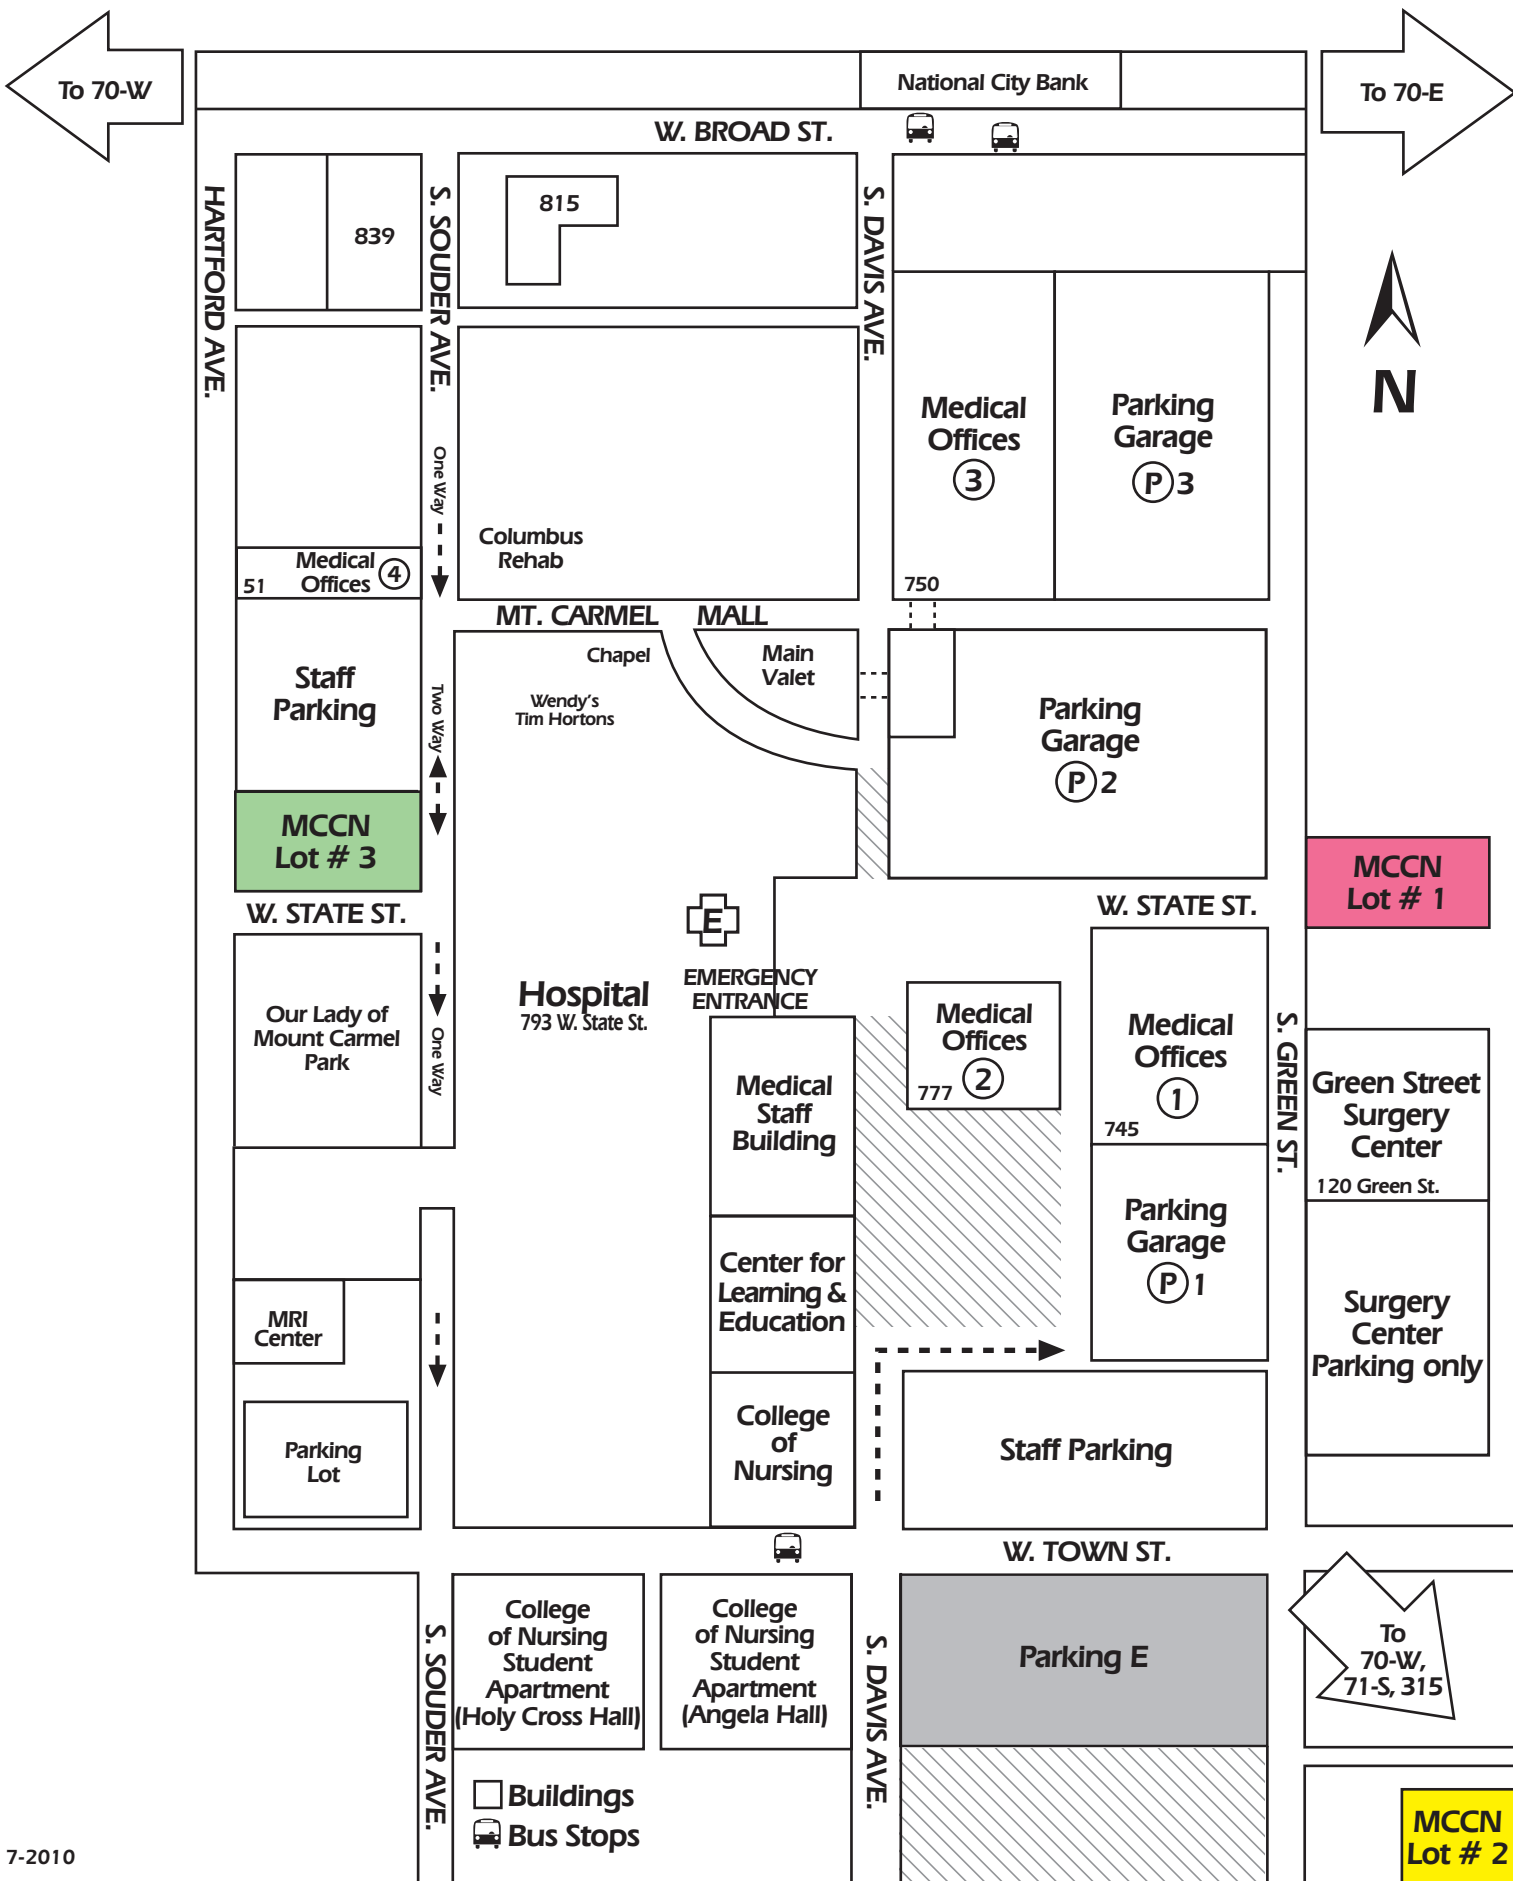 To 70-W
National City Bank
To 70-E
W. BROAD ST.
HARTFORD AVE.
839
S. SOUDER AVE.
815
S. DAVIS AVE.
N
Medical
Offices
3
750
Parking
Garage
P 3
One Way
Columbus
Rehab
Medical
Offices 4
51
MT. CARMEL MALL
Staff
Parking
Two Way
Chapel
Wendy's
Tim Hortons
Main
Valet
Parking
Garage
P 2
MCCN
Lot # 3
MCCN
Lot # 1
W. STATE ST.
W. STATE ST.
E
EMERGENCY
ENTRANCE
Hospital
793 W. State St.
Our Lady of
Mount Carmel
Park
One Way
Medical
Offices
2
777
Medical
Offices
1
745
S. GREEN ST.
Green Street
Surgery
Center
120 Green St.
Medical
Staff
Building
Parking
Garage
P 1
Center for
Learning &
Education
Surgery
Center
Parking only
MRI
Center
Parking
Lot
College
of
Nursing
Staff Parking
W. TOWN ST.
S. SOUDER AVE.
College
of Nursing
Student
Apartment
(Holy Cross Hall)
College
of Nursing
Student
Apartment
(Angela Hall)
S. DAVIS AVE.
Parking E
To
70-W,
71-S, 315
Buildings
Bus Stops
MCCN
Lot # 2
7-2010